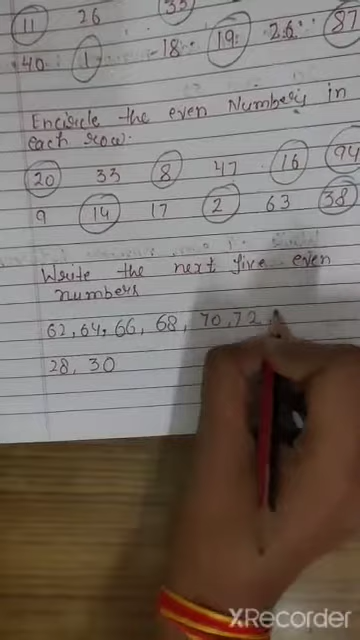 11 26 33
40 1 18 19 26 87
Encircle the even Numbers in
each row.
20 33 8 47 16 94
9 14 17 2 63 38
Write the next five even
numbers
62, 64, 66, 68, 70, 72,
28, 30
XRecorder